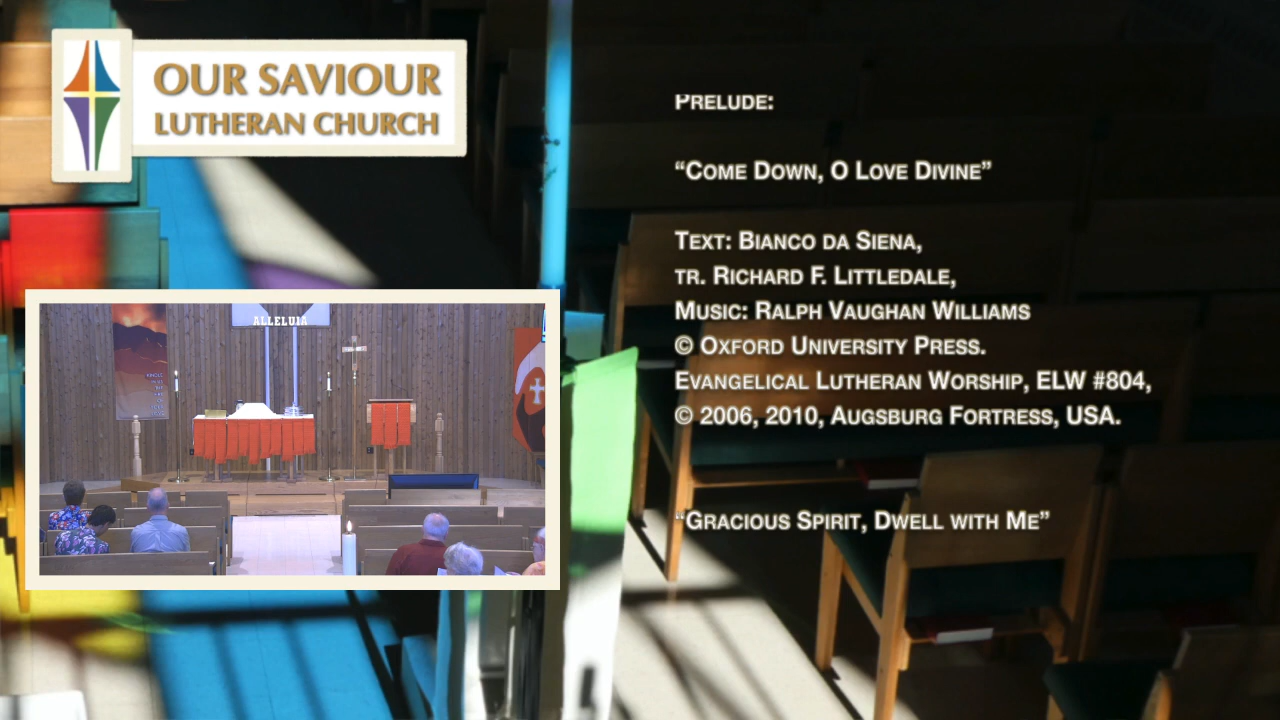 OUR SAVIOUR
LUTHERAN CHURCH
ALLELUIA
PRELUDE:
“COME DOWN, O LOVE DIVINE”
TEXT: BIANCO DA SIENA,
TR. RICHARD F. LITTLEDALE,
MUSIC: RALPH VAUGHAN WILLIAMS
© OXFORD UNIVERSITY PRESS.
EVANGELICAL LUTHERAN WORSHIP, ELW #804,
© 2006, 2010, AUGSBURG FORTRESS, USA.
“GRACIOUS SPIRIT, DWELL WITH ME”